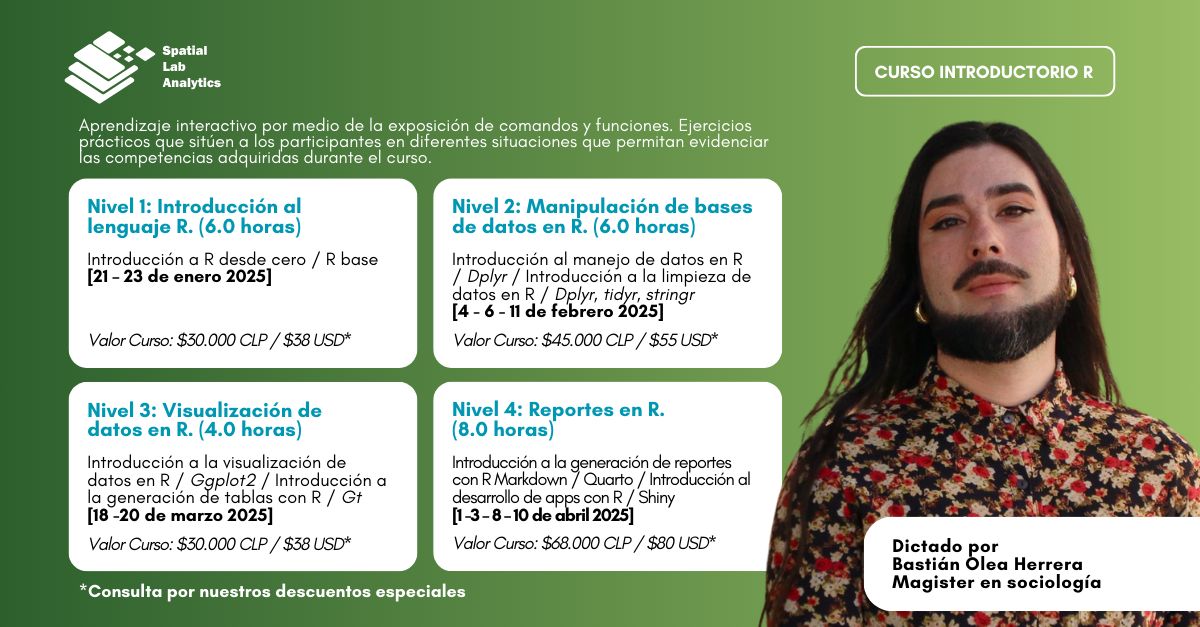 Spatial
Lab
Analytics
CURSO INTRODUCTORIO R
Aprendizaje interactivo por medio de la exposición de comandos y funciones. Ejercicios
prácticos que sitúen a los participantes en diferentes situaciones que permitan evidenciar
las competencias adquiridas durante el curso.
Nivel 1: Introducción al
lenguaje R. (6.0 horas)
Introducción a R desde cero / R base
[21 - 23 de enero 2025]
Valor Curso: $30.000 CLP / $38 USD*
Nivel 2: Manipulación de bases
de datos en R. (6.0 horas)
Introducción al manejo de datos en R
/ Dplyr / Introducción a la limpieza de
datos en R / Dplyr, tidyr, stringr
[4 - 6 - 11 de febrero 2025]
Valor Curso: $45.000 CLP / $55 USD*
Nivel 3: Visualización de
datos en R. (4.0 horas)
Introducción a la visualización de
datos en R / Ggplot2 / Introducción a
la generación de tablas con R / Gt
[18 -20 de marzo 2025]
Valor Curso: $30.000 CLP / $38 USD*
Nivel 4: Reportes en R.
(8.0 horas)
Introducción a la generación de reportes
con R Markdown / Quarto / Introducción al
desarrollo de apps con R / Shiny
[1 -3 - 8 - 10 de abril 2025]
Valor Curso: $68.000 CLP / $80 USD*
*Consulta por nuestros descuentos especiales
Dictado por
Bastián Olea Herrera
Magister en sociología